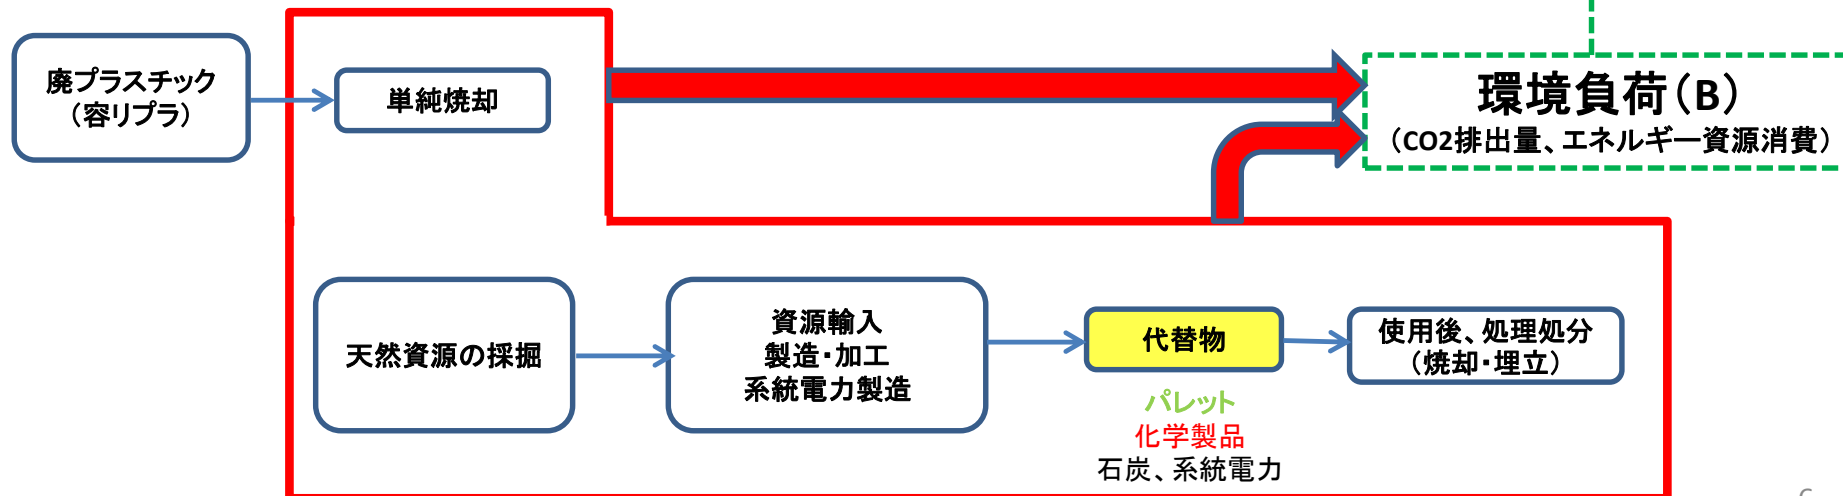 廃プラスチック
（容リプラ）
単純焼却
環境負荷（B）
（CO2排出量、エネルギー資源消費）
天然資源の採掘
資源輸入
製造・加工
系統電力製造
代替物
使用後、処理処分
（焼却・埋立）
パレット
化学製品
石炭、系統電力